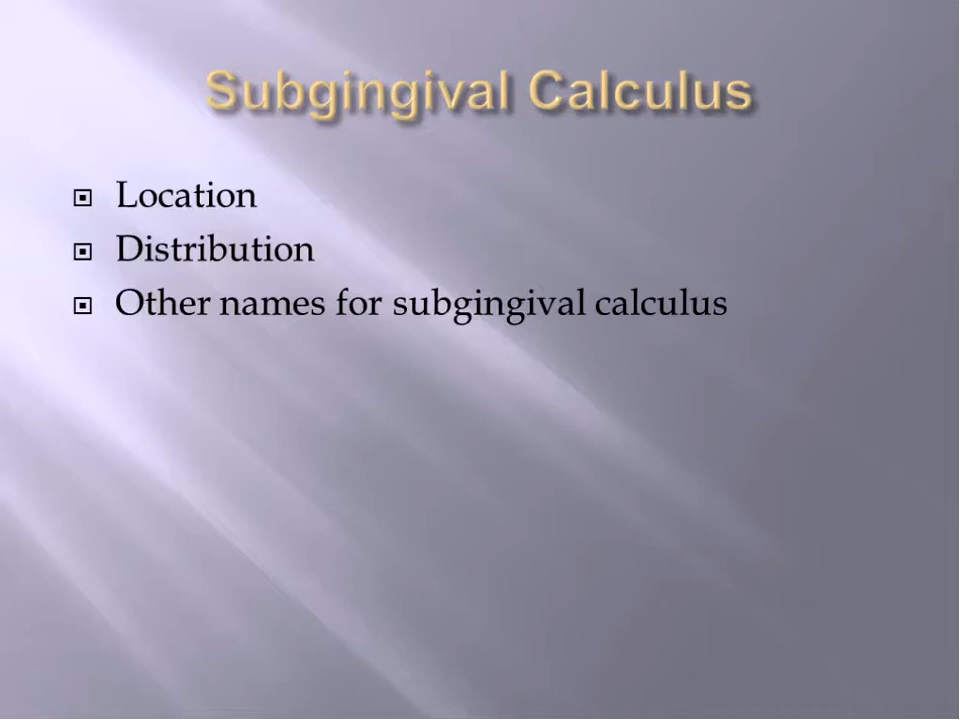 Subgingival Calculus
Location
Distribution
Other names for subgingival calculus